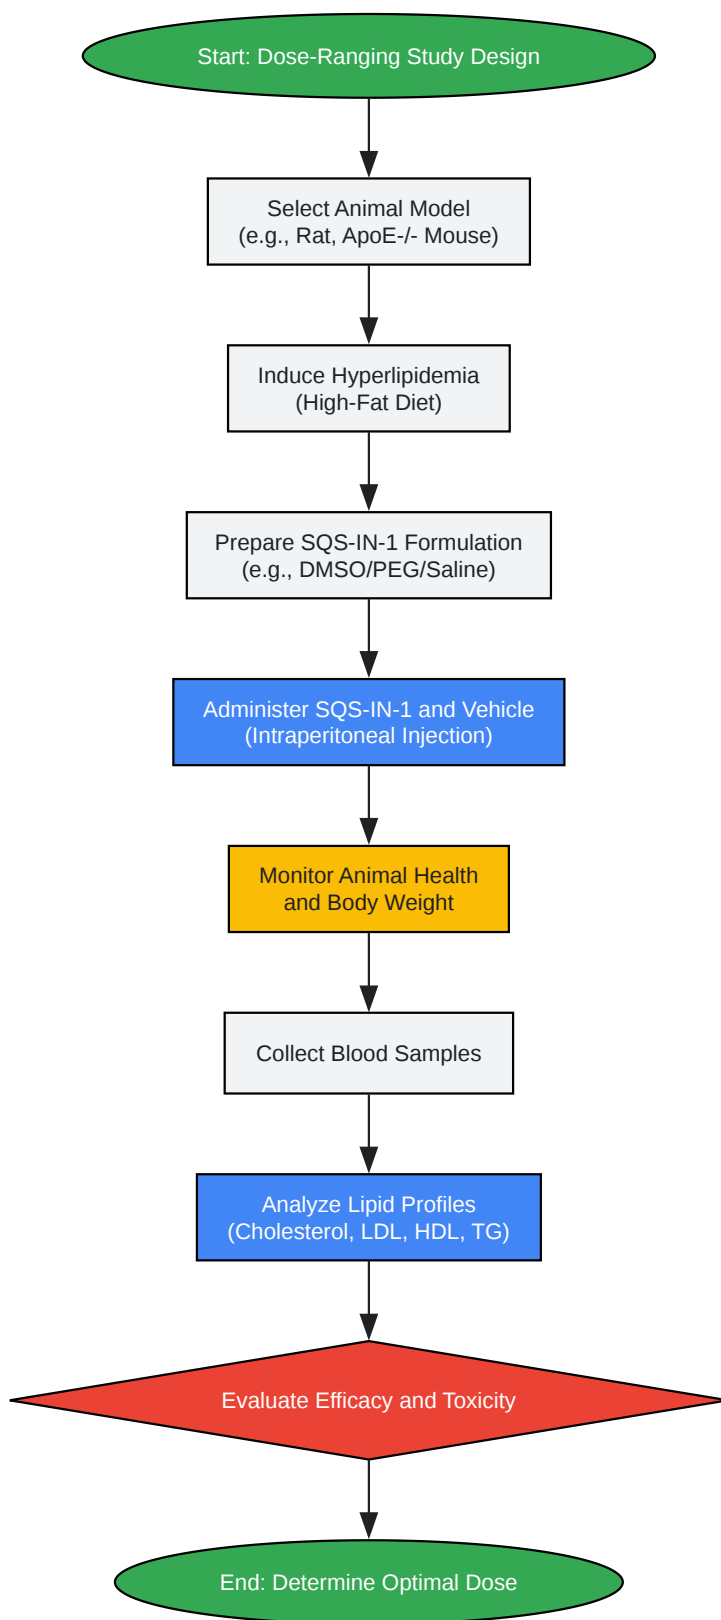 Start: Dose-Ranging Study Design
Select Animal Model
(e.g., Rat, ApoE-/- Mouse)
Induce Hyperlipidemia
(High-Fat Diet)
Prepare SQS-IN-1 Formulation
(e.g., DMSO/PEG/Saline)
Administer SQS-IN-1 and Vehicle
(Intraperitoneal Injection)
Monitor Animal Health
and Body Weight
Collect Blood Samples
Analyze Lipid Profiles
(Cholesterol, LDL, HDL, TG)
Evaluate Efficacy and Toxicity
End: Determine Optimal Dose